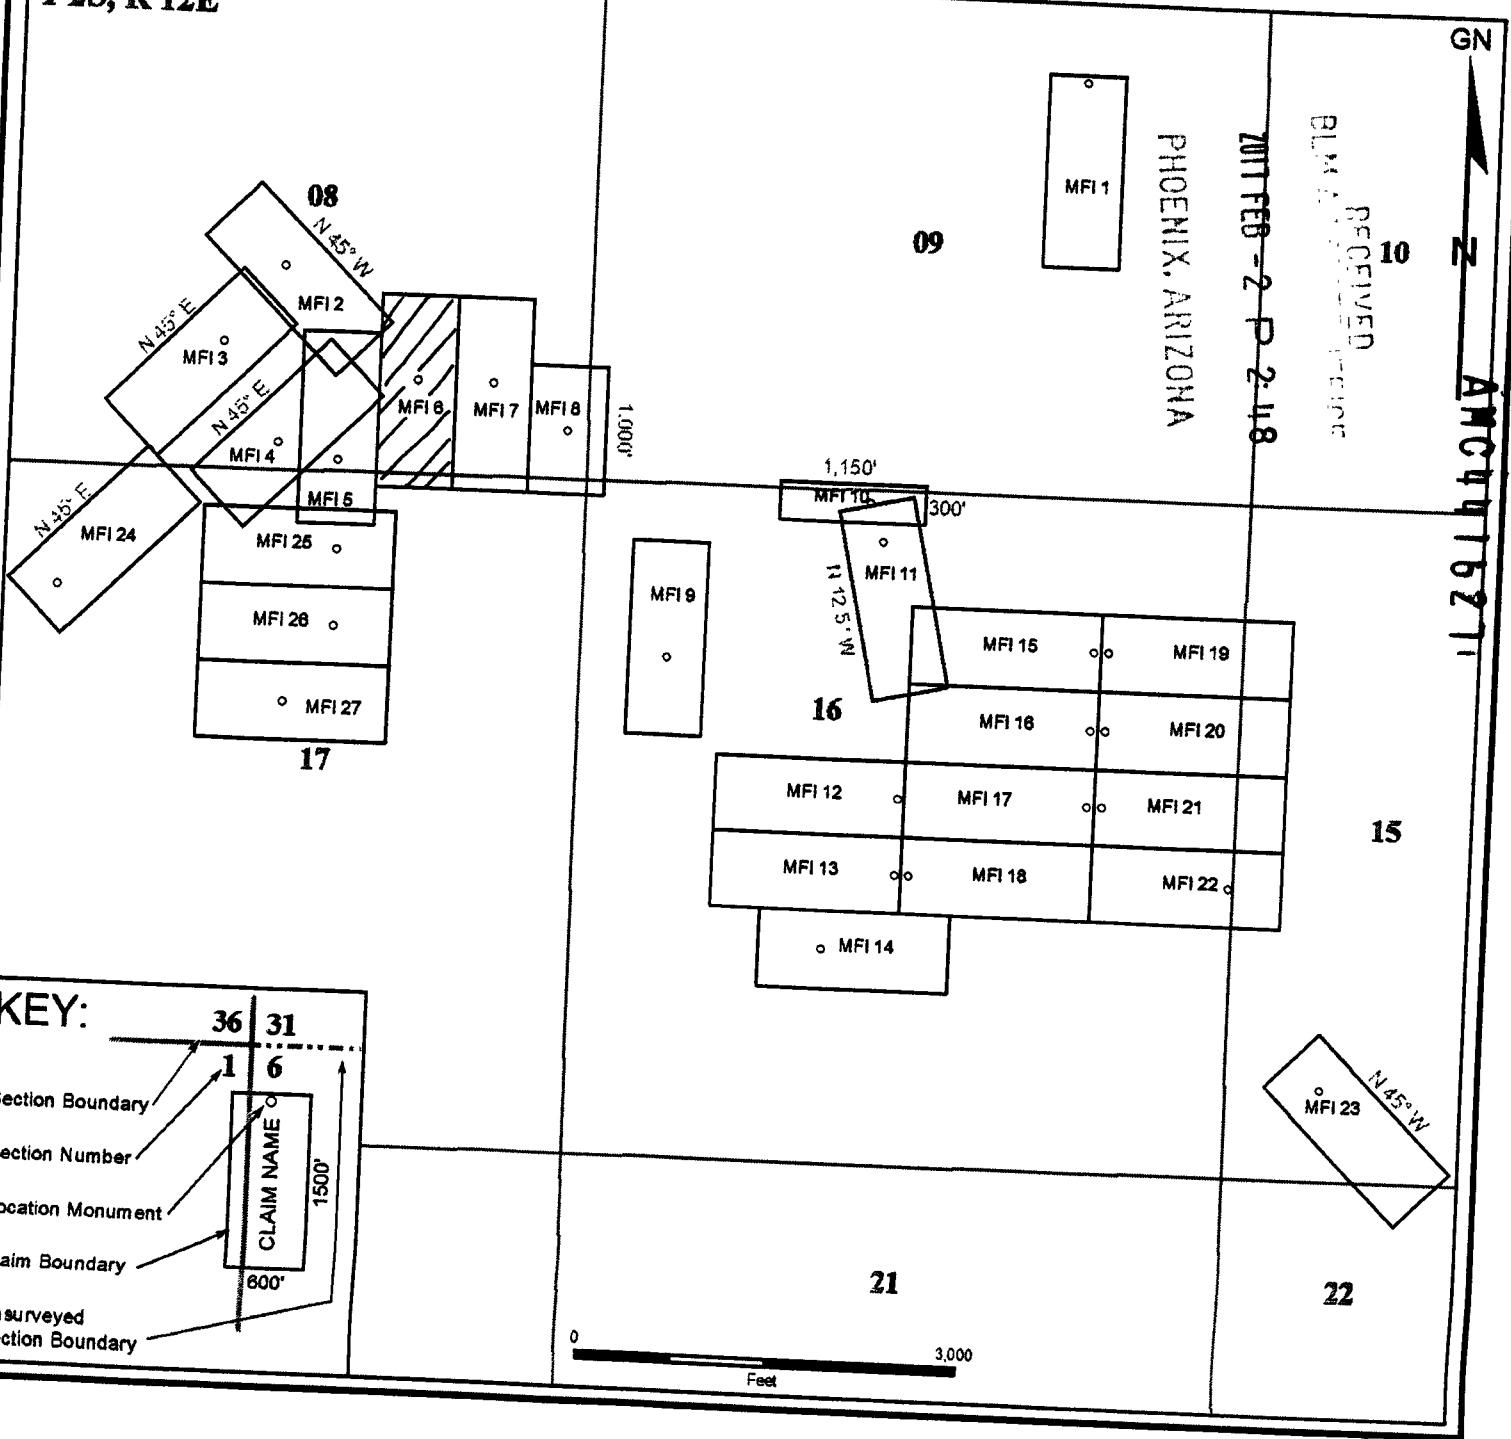 GN
N
08
09
10
MFI 1
N 45° W
MFI 2
N 45° E
MFI 3
N 45° E
MFI 4
MFI 5
MFI 6
MFI 7
MFI 8
1,000'
N 45° E
MFI 24
MFI 25
MFI 26
MFI 27
17
1,150'
MFI 10
300'
MFI 9
MFI 11
N 12.5° W
MFI 15
MFI 19
16
MFI 16
MFI 20
MFI 12
MFI 17
MFI 21
15
MFI 13
MFI 18
MFI 22
MFI 14
MFI 23
N 45° W
21
22
RECEIVED
2011 FEB -2 P 2:48
PHOENIX, ARIZONA
KEY:
36 31
1 6
Section Boundary
Section Number
Location Monument
Claim Boundary
CLAIM NAME
1500'
600'
Unsurveyed
Section Boundary
0 3,000
Feet